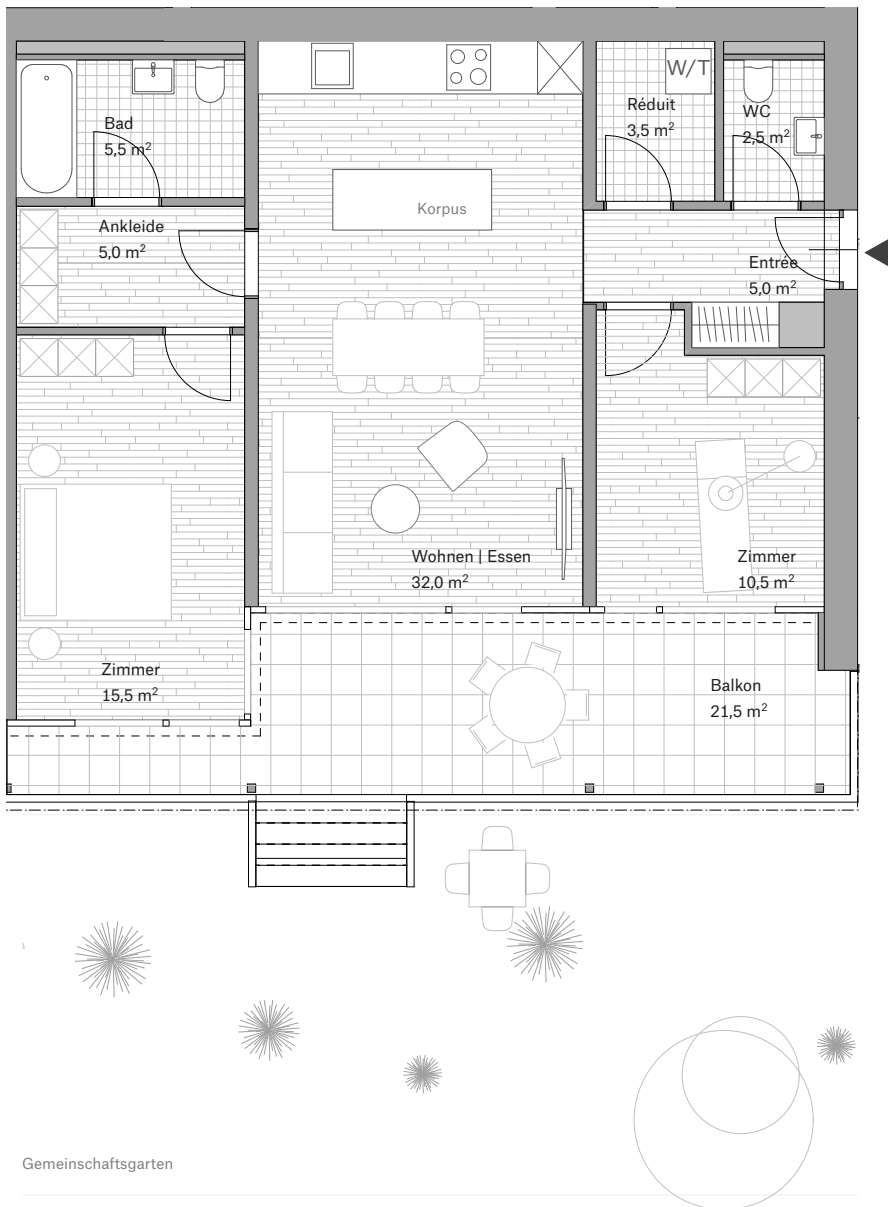 W/T
Réduit
3,5 m²
WC
2,5 m²
Bad
5,5 m²
Korpus
Ankleide
5,0 m²
Entrée
5,0 m²
Wohnen | Essen
32,0 m²
Zimmer
10,5 m²
Zimmer
15,5 m²
Balkon
21,5 m²
Gemeinschaftsgarten